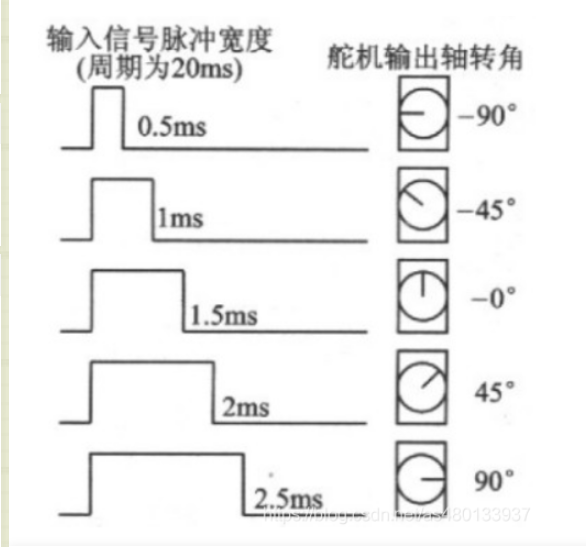 输入信号脉冲宽度
(周期为20ms)
舵机输出轴转角
0.5ms
−90°
1ms
−45°
1.5ms
−0°
2ms
45°
2.5ms
90°
https://blog.csdn.net/as480133937